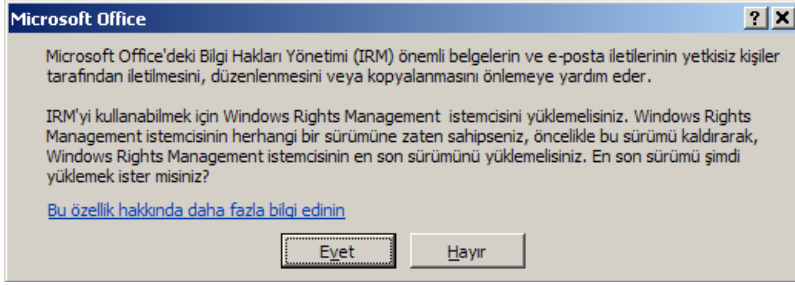 Microsoft Office
Microsoft Office'deki Bilgi Hakları Yönetimi (IRM) önemli belgelerin ve e-posta iletilerinin yetkisiz kişiler
tarafından iletilmesini, düzenlenmesini veya kopyalanmasını önlemeye yardım eder.
IRM'yi kullanabilmek için Windows Rights Management istemcisini yüklemelisiniz. Windows Rights
Management istemcisinin herhangi bir sürümüne zaten sahipseniz, öncelikle bu sürümü kaldırarak,
Windows Rights Management istemcisinin en son sürümünü yüklemelisiniz. En son sürümü şimdi
yüklemek ister misiniz?
Bu özellik hakkında daha fazla bilgi edinin
Evet Hayır